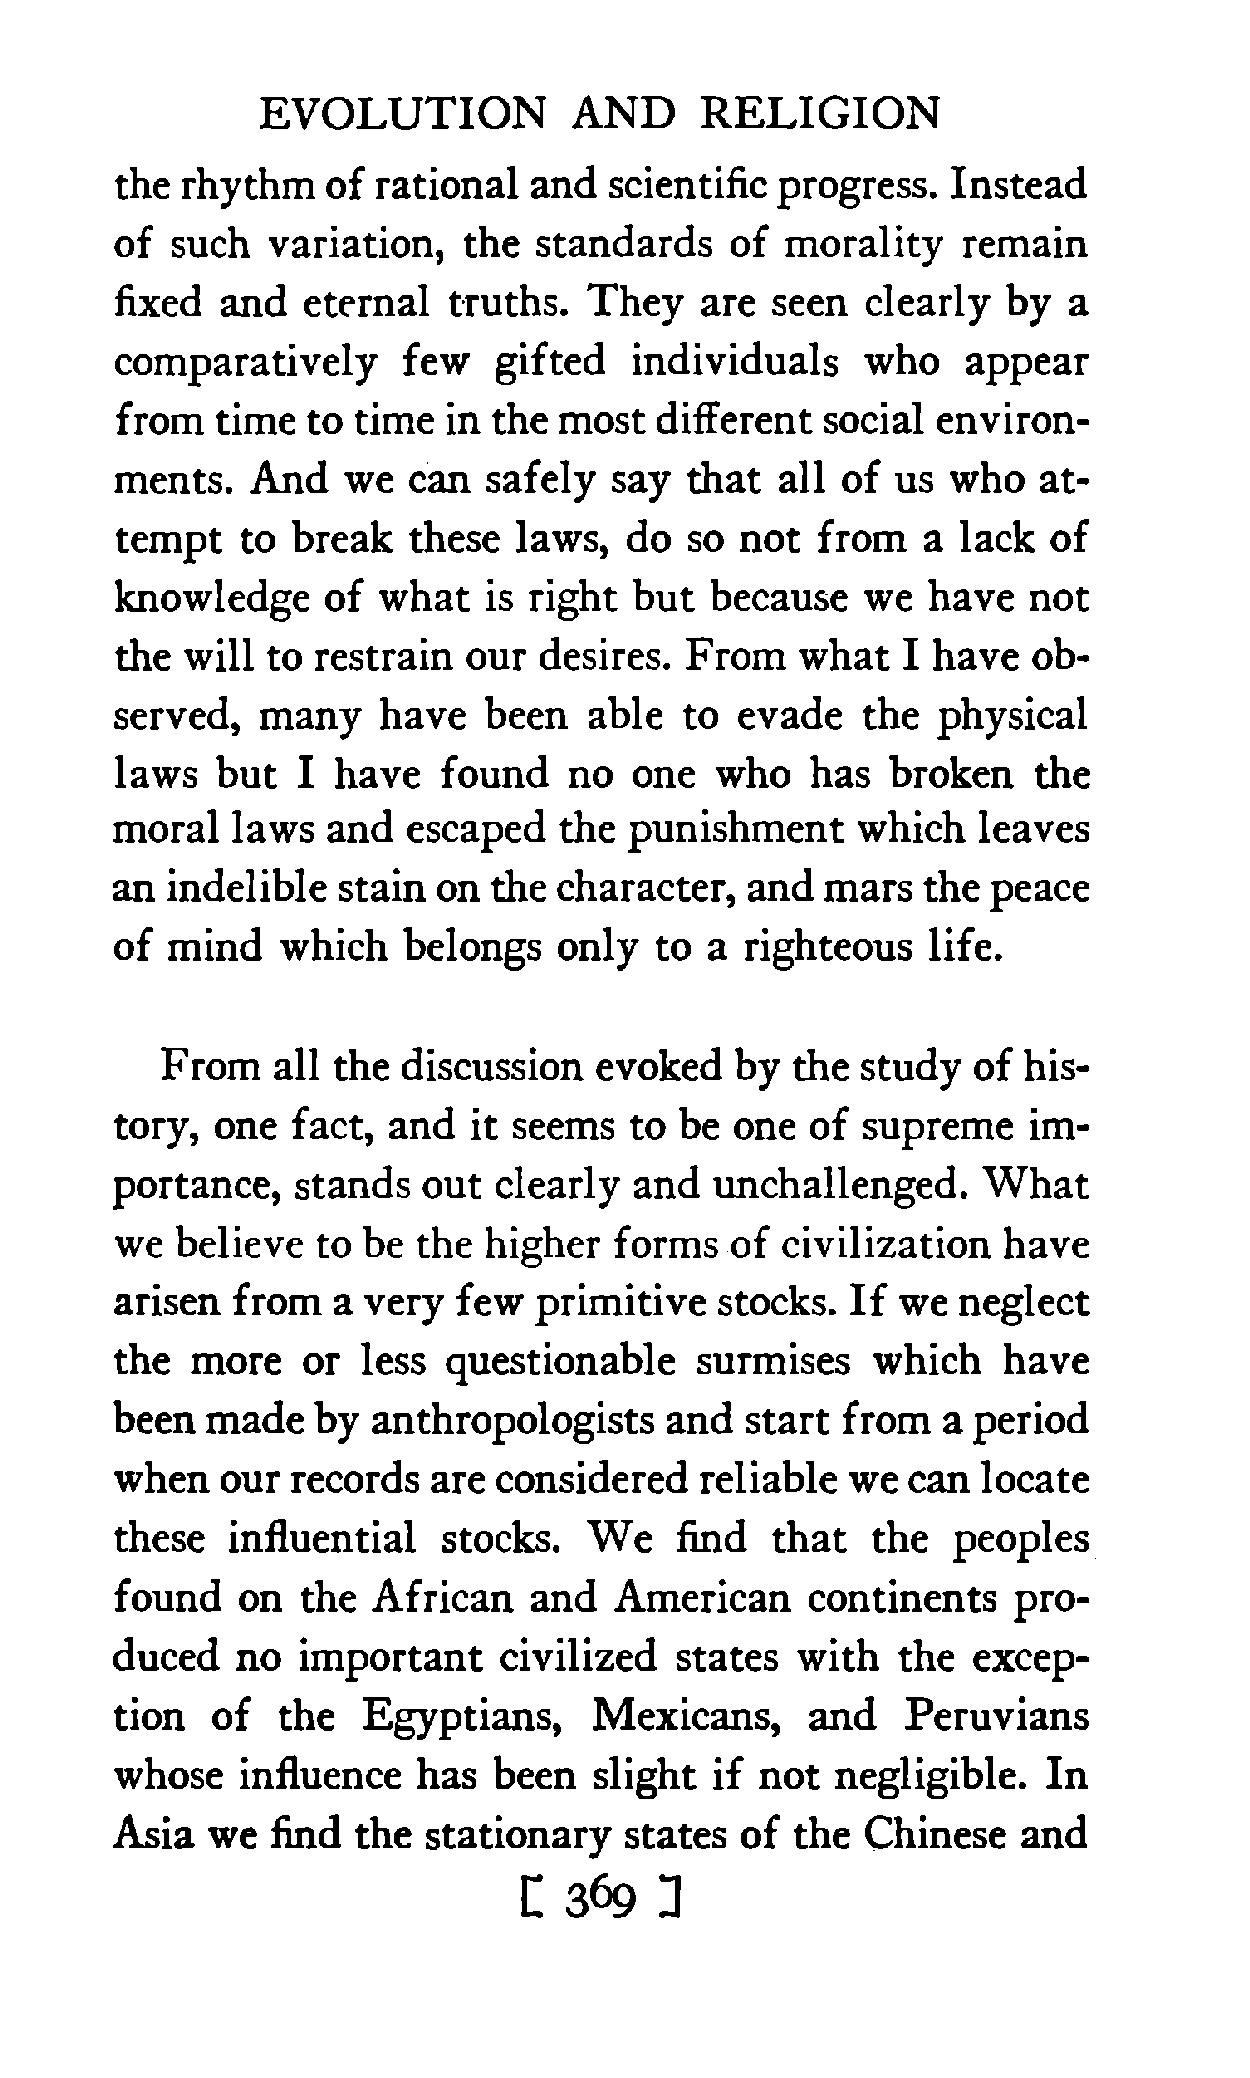 EVOLUTION AND RELIGION
the rhythm of rational and scientific progress. Instead
of such variation, the standards of morality remain
fixed and eternal truths. They are seen clearly by a
comparatively few gifted individuals who appear
from time to time in the most different social environ-
ments. And we can safely say that all of us who at-
tempt to break these laws, do so not from a lack of
knowledge of what is right but because we have not
the will to restrain our desires. From what I have ob-
served, many have been able to evade the physical
laws but I have found no one who has broken the
moral laws and escaped the punishment which leaves
an indelible stain on the character, and mars the peace
of mind which belongs only to a righteous life.
From all the discussion evoked by the study of his-
tory, one fact, and it seems to be one of supreme im-
portance, stands out clearly and unchallenged. What
we believe to be the higher forms of civilization have
arisen from a very few primitive stocks. If we neglect
the more or less questionable surmises which have
been made by anthropologists and start from a period
when our records are considered reliable we can locate
these influential stocks. We find that the peoples
found on the African and American continents pro-
duced no important civilized states with the excep-
tion of the Egyptians, Mexicans, and Peruvians
whose influence has been slight if not negligible. In
Asia we find the stationary states of the Chinese and
[ 369 ]